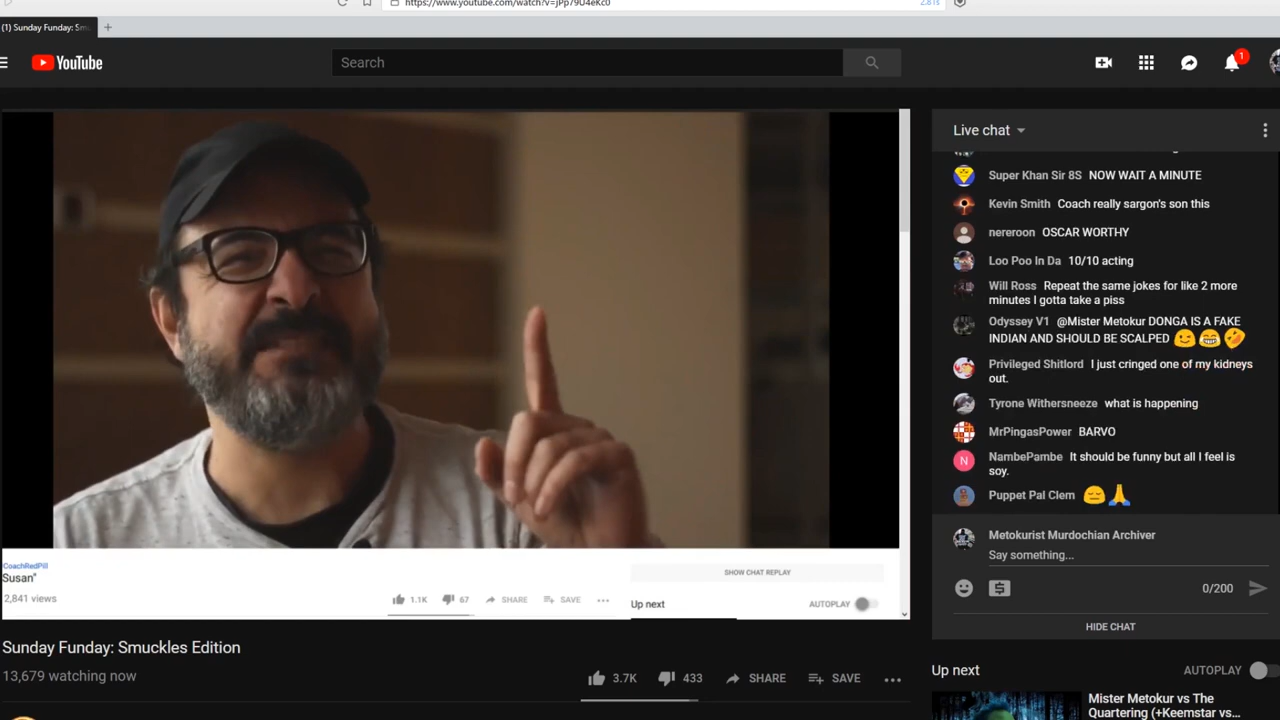 https://www.youtube.com/watch?v=jPp79U4eKc0
2.81s
(1) Sunday Funday: Sm
YouTube
Search
1
Live chat
Super Khan Sir 8S NOW WAIT A MINUTE
Kevin Smith Coach really sargon's son this
nereroon OSCAR WORTHY
Loo Poo In Da 10/10 acting
Will Ross Repeat the same jokes for like 2 more
minutes I gotta take a piss
Odyssey V1 @Mister Metokur DONGA IS A FAKE
INDIAN AND SHOULD BE SCALPED 😉😂🤣
Privileged Shitlord I just cringed one of my kidneys
out.
Tyrone Withersneeze what is happening
MrPingasPower BARVO
N NambePambe It should be funny but all I feel is
soy.
Puppet Pal Clem 😔🙏
Metokurist Murdochian Archiver
Say something...
0/200
HIDE CHAT
CoachRedPill
Susan"
2,841 views
1.1K 67 SHARE SAVE
SHOW CHAT REPLAY
Up next AUTOPLAY
Sunday Funday: Smuckles Edition
13,679 watching now
3.7K 433 SHARE SAVE
Up next AUTOPLAY
Mister Metokur vs The
Quartering (+Keemstar vs...